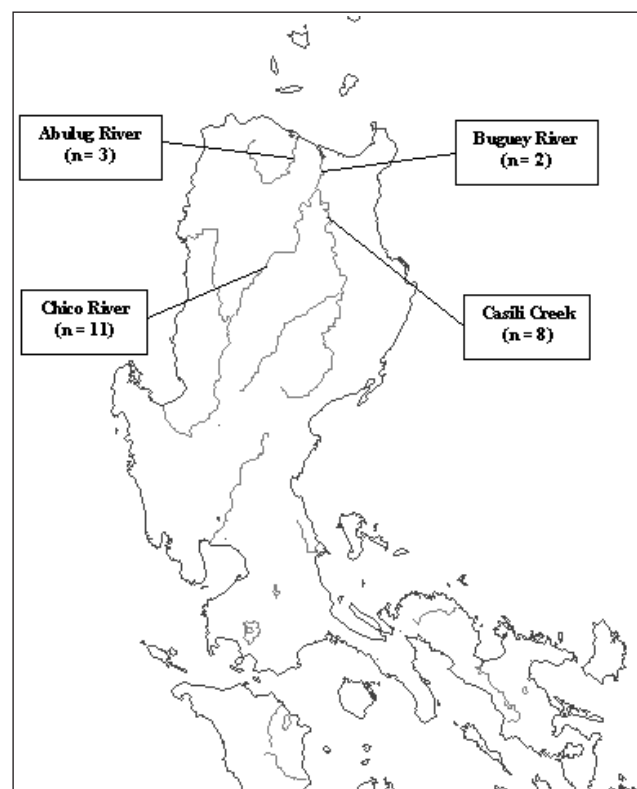 Abulug River
(n = 3)
Buguey River
(n = 2)
Chico River
(n = 11)
Casili Creek
(n = 8)